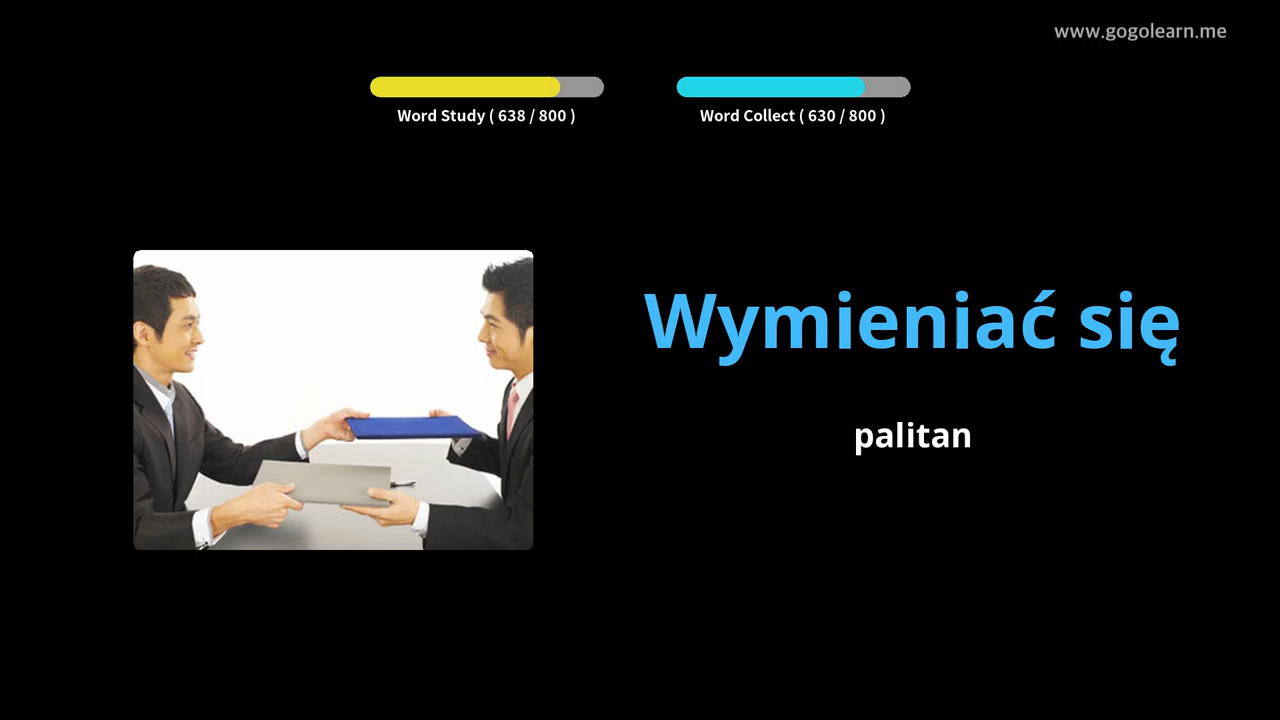 www.gogolearn.me
Word Study ( 638 / 800 )
Word Collect ( 630 / 800 )
Wymieniać się
palitan